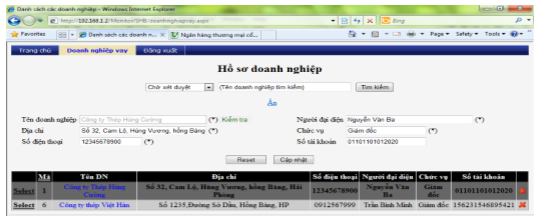 Danh sách các doanh nghiệp - Windows Internet Explorer
http://192.168.1.2/Mentor/SHB/doanhnghiepvay.aspx
Bing
Favorites Danh sách các doanh n... Ngân hàng thương mại cổ... Page Safety Tools
Trang chủ Doanh nghiệp vay Đăng xuất
Hồ sơ doanh nghiệp
Chờ xét duyệt (Tên doanh nghiệp tìm kiếm) Tìm kiếm
Ẩn
Tên doanh nghiệp Công ty Thép Hùng Cường (*) Kiểm tra Người đại diện Nguyễn Văn Ba (*)
Địa chỉ Số 32, Cam Lộ, Hùng Vương, hồng Bàng (*) Chức vụ Giám đốc (*)
Số điện thoại 12345678900 (*) Số tài khoản 01101101012020
Reset Cập nhật
Mã Tên DN Địa chỉ Số điện thoại Người đại diện Chức vụ Số tài khoản
Select 1 Công ty Thép Hùng Cường Số 32, Cam Lộ, Hùng Vương, hồng Bàng, Hải Phòng 12345678900 Nguyễn Văn Ba Giám đốc 01101101012020
Select 6 Công ty thép Việt Hàn Số 1235,Đường Sở Dầu, Hồng Bàng, HP 0912567999 Trần Bình Minh Giám đốc 156231546895421